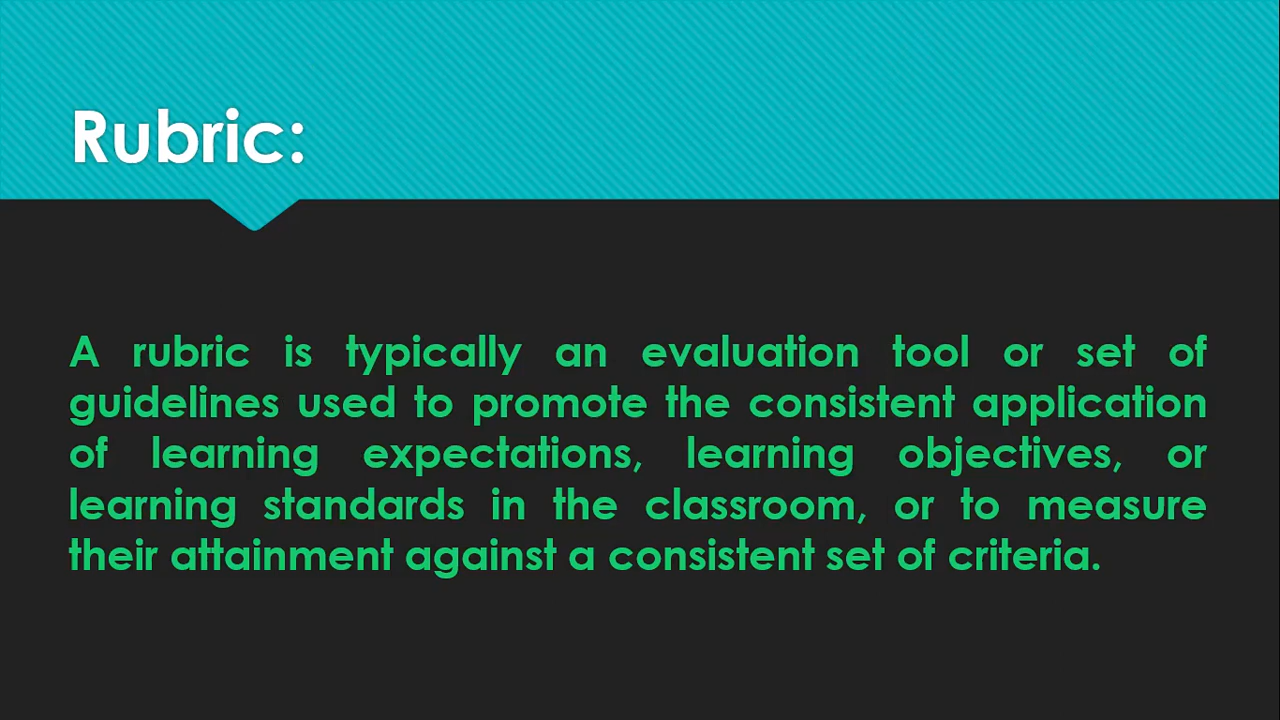 Rubric:
A rubric is typically an evaluation tool or set of
guidelines used to promote the consistent application
of learning expectations, learning objectives, or
learning standards in the classroom, or to measure
their attainment against a consistent set of criteria.